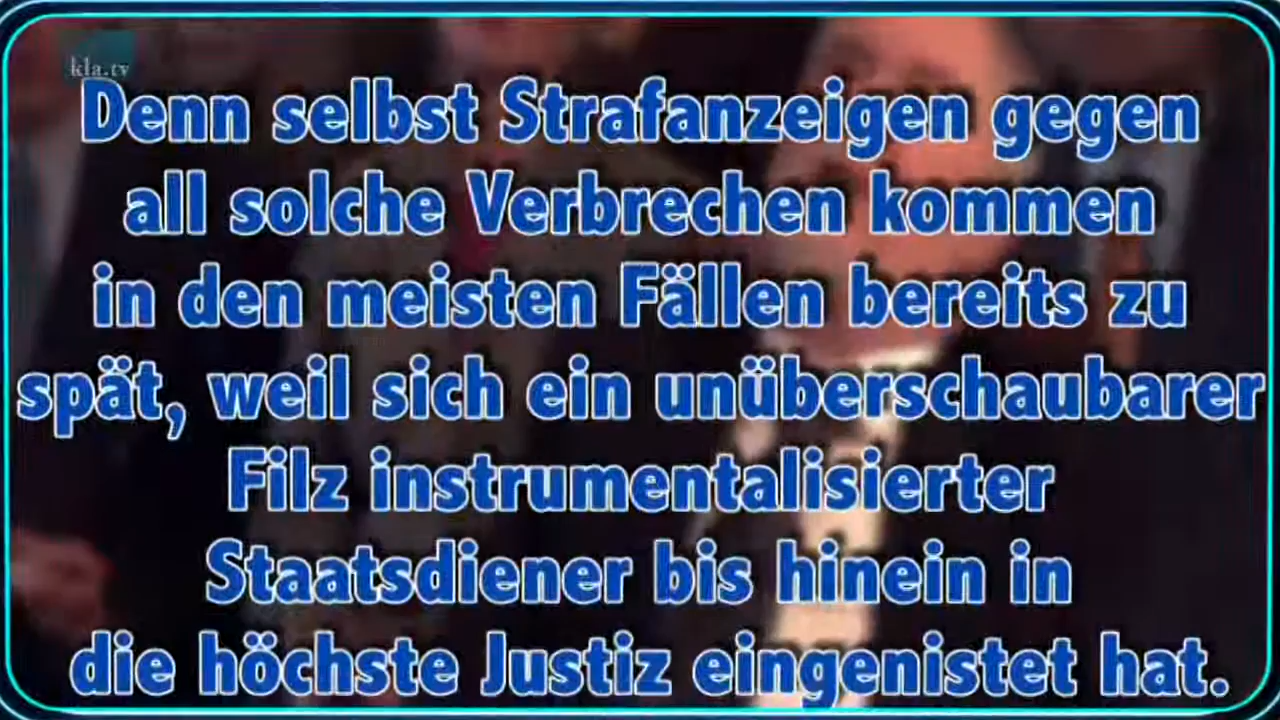 kla.tv
Denn selbst Strafanzeigen gegen
all solche Verbrechen kommen
in den meisten Fällen bereits zu
spät, weil sich ein unüberschaubarer
Filz instrumentalisierter
Staatsdiener bis hinein in
die höchste Justiz eingenistet hat.